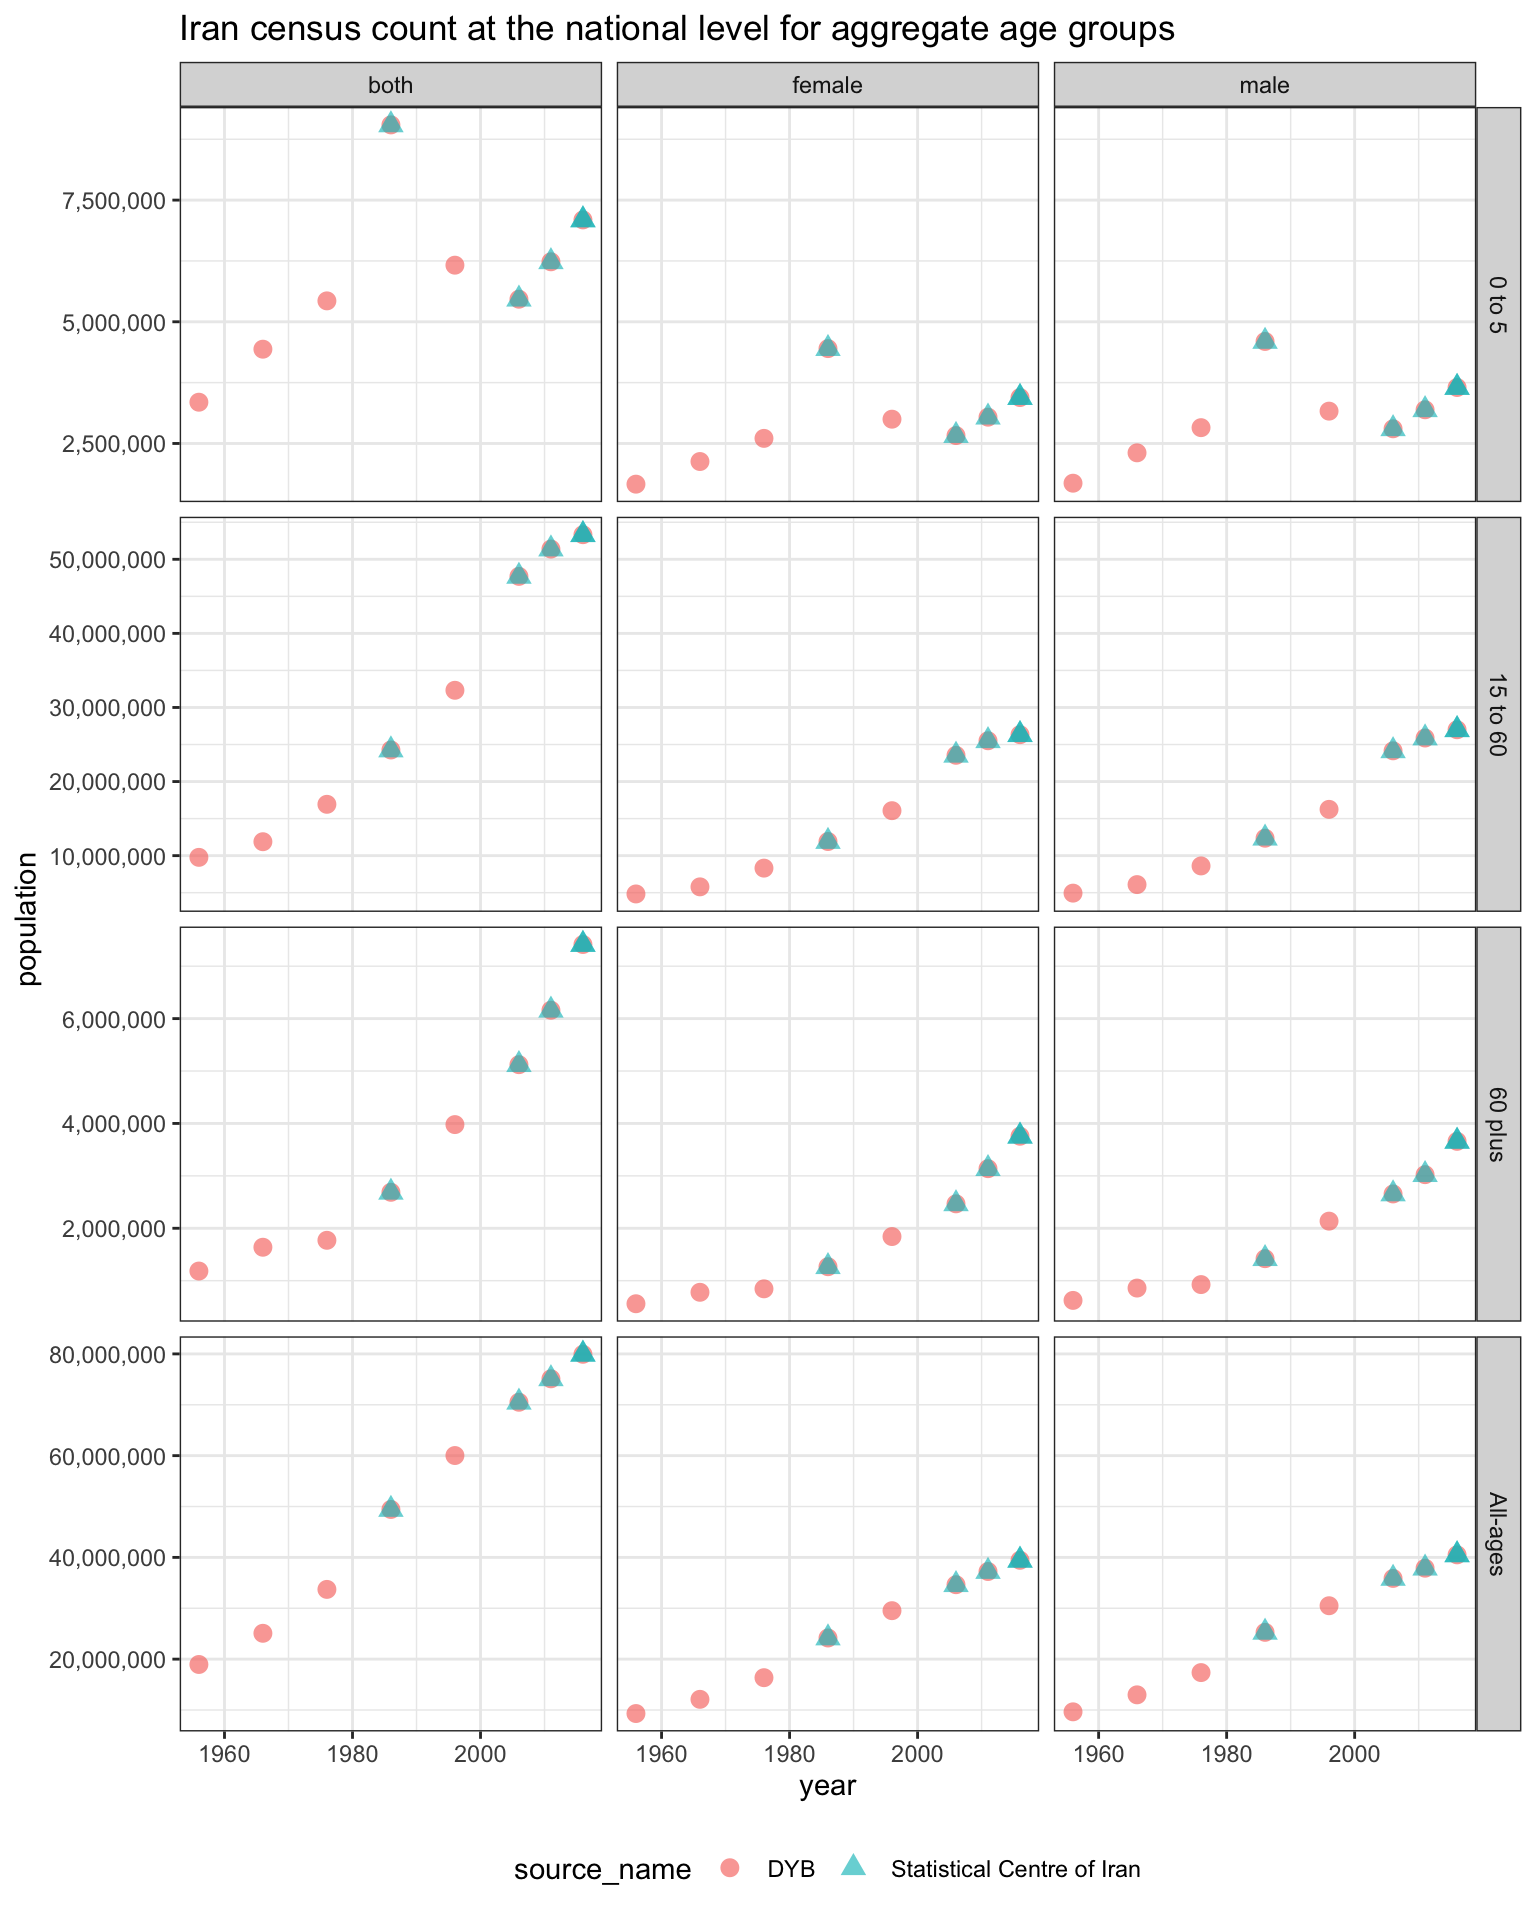 Iran census count at the national level for aggregate age groups
both
female
male
7,500,000
5,000,000
2,500,000
0 to 5
50,000,000
40,000,000
30,000,000
20,000,000
10,000,000
15 to 60
population
6,000,000
4,000,000
2,000,000
60 plus
80,000,000
60,000,000
40,000,000
20,000,000
All-ages
1960 1980 2000 1960 1980 2000 1960 1980 2000
year
source_name DYB Statistical Centre of Iran